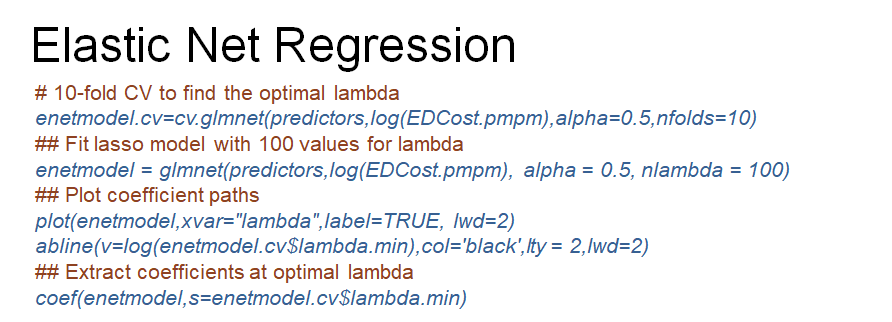 Elastic Net Regression
# 10-fold CV to find the optimal lambda
enetmodel.cv=cv.glmnet(predictors,log(EDCost.pmpm),alpha=0.5,nfolds=10)
## Fit lasso model with 100 values for lambda
enetmodel = glmnet(predictors,log(EDCost.pmpm), alpha = 0.5, nlambda = 100)
## Plot coefficient paths
plot(enetmodel,xvar="lambda",label=TRUE, lwd=2)
abline(v=log(enetmodel.cv$lambda.min),col='black',lty = 2,lwd=2)
## Extract coefficients at optimal lambda
coef(enetmodel,s=enetmodel.cv$lambda.min)